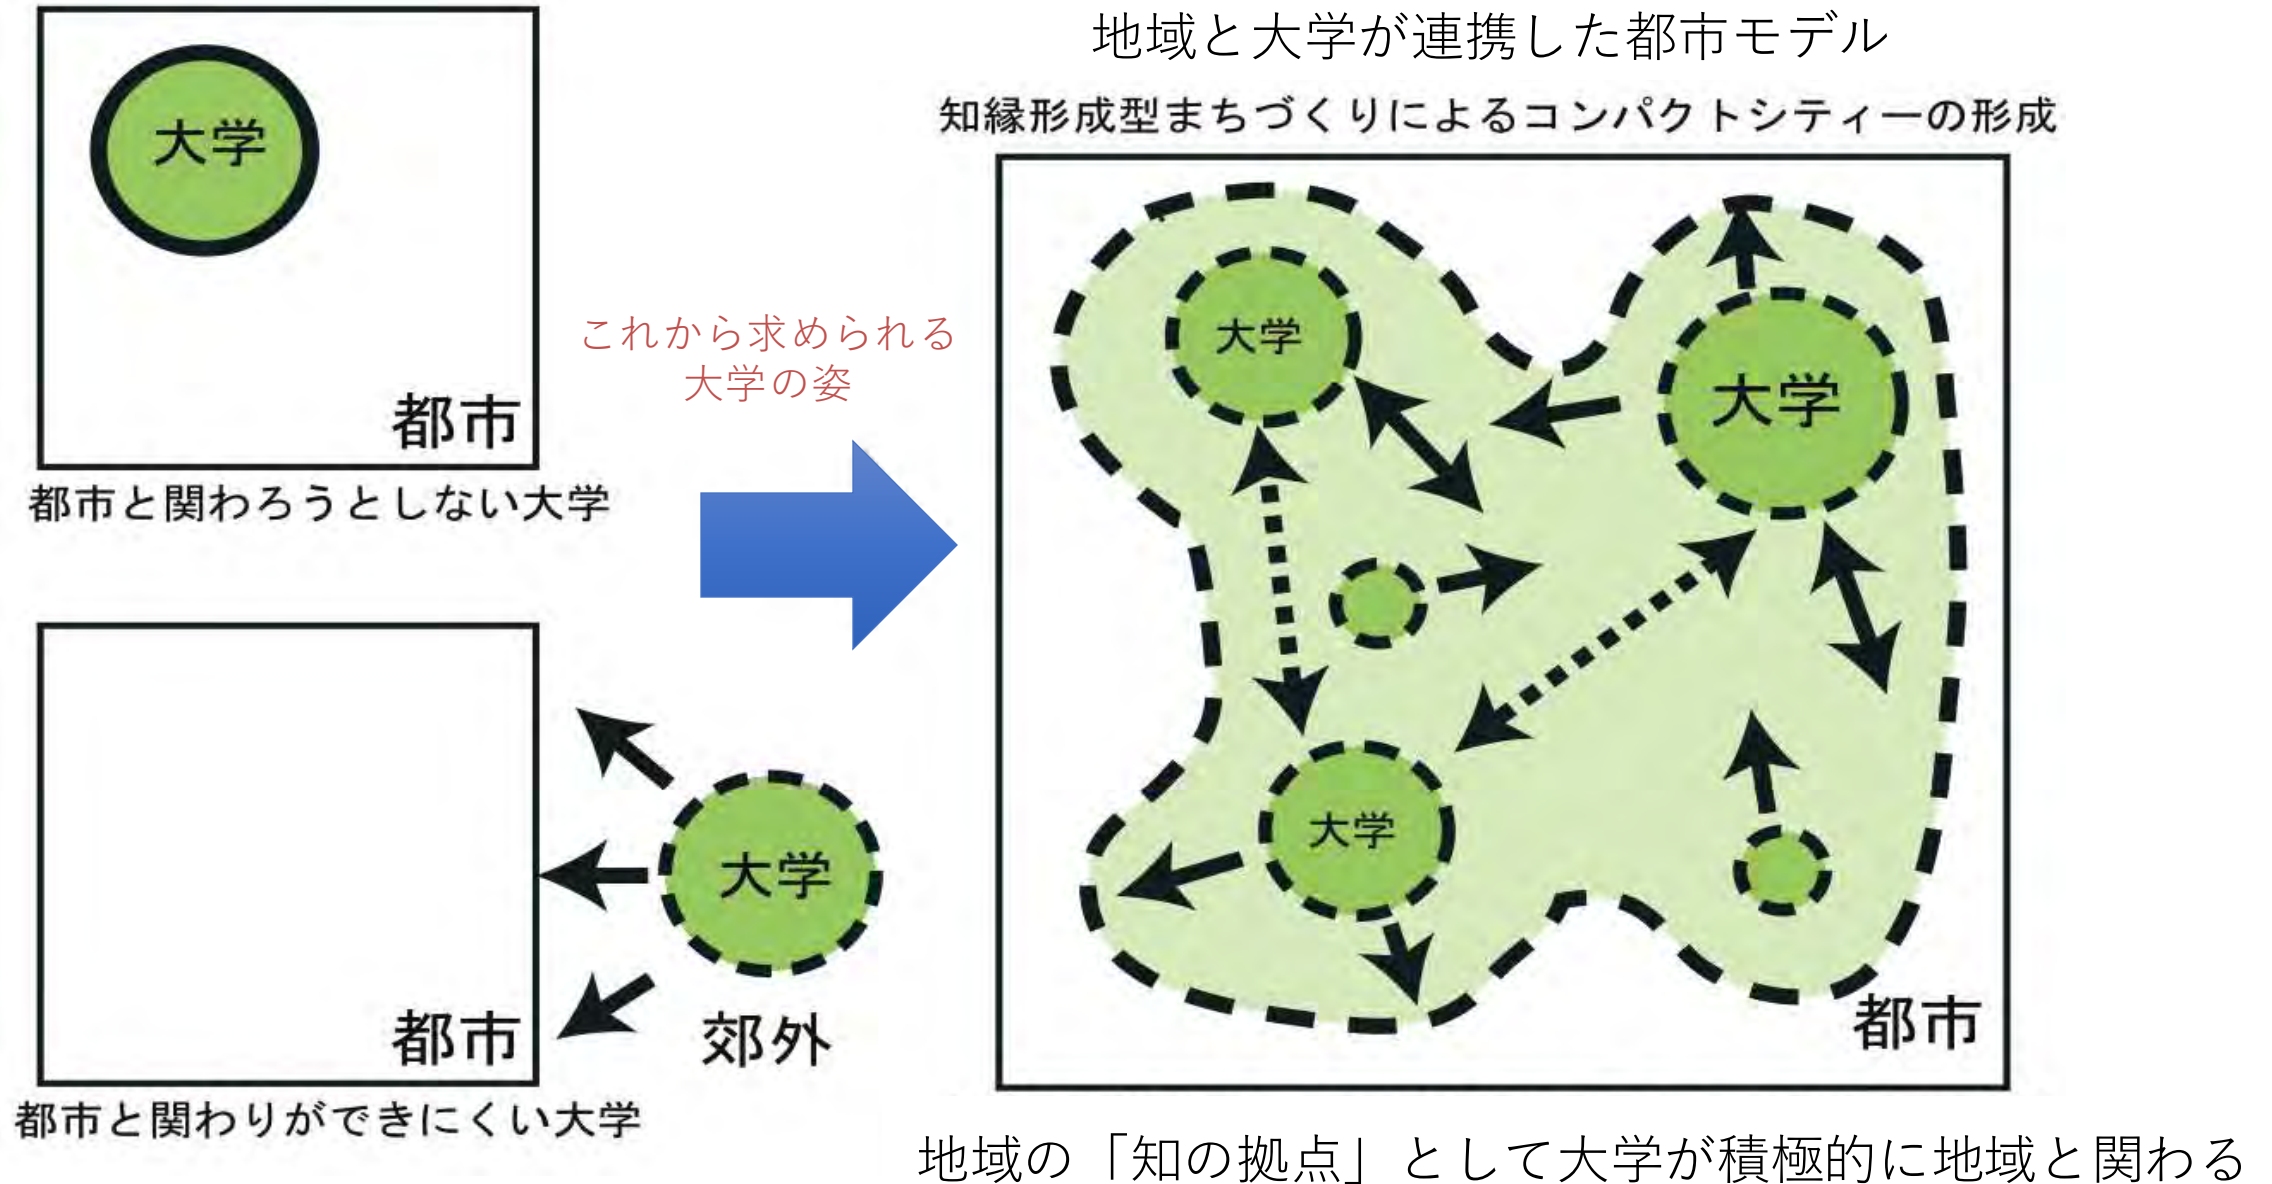 大学
都市
都市と関わろうとしない大学
大学
都市
郊外
都市と関わりができにくい大学
これから求められる
大学の姿
地域と大学が連携した都市モデル
知縁形成型まちづくりによるコンパクトシティーの形成
大学
大学
大学
都市
地域の「知の拠点」として大学が積極的に地域と関わる